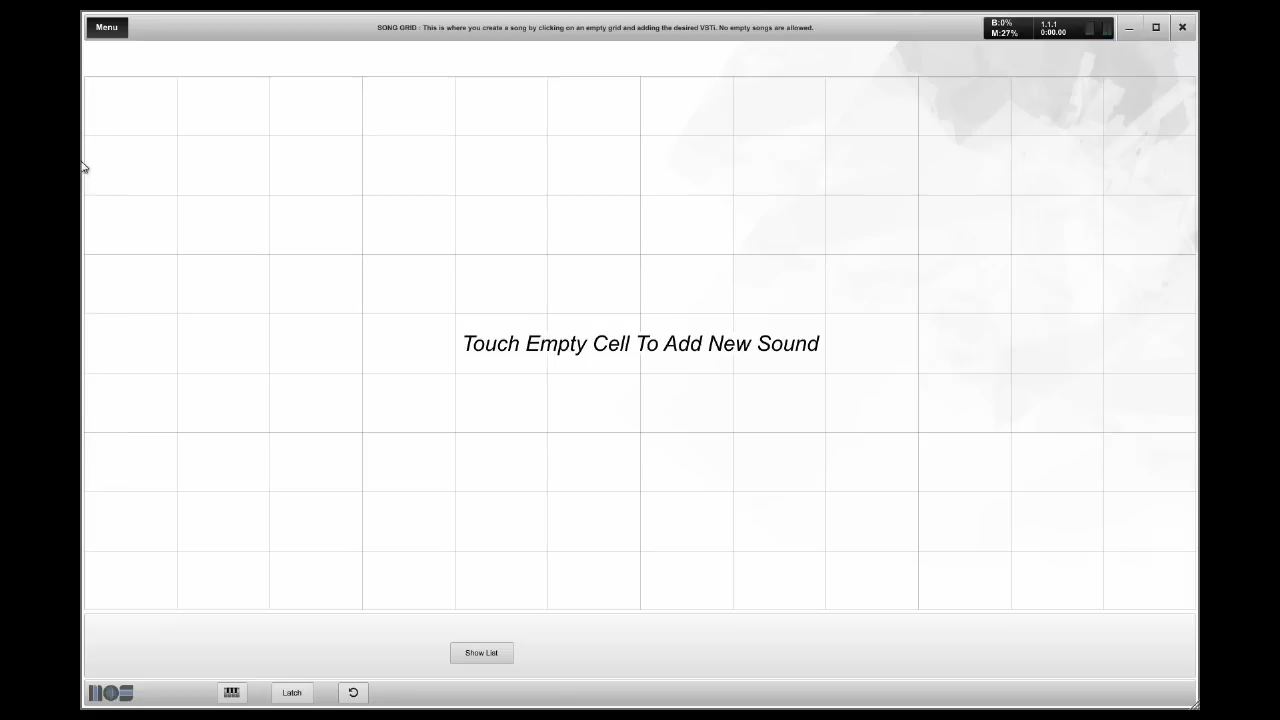 Menu
SONG GRID : This is where you create a song by clicking on an empty grid and adding the desired VSTi. No empty songs are allowed.
B:0%
M:27%
1.1.1
0:00.00
Touch Empty Cell To Add New Sound
Show List
Latch